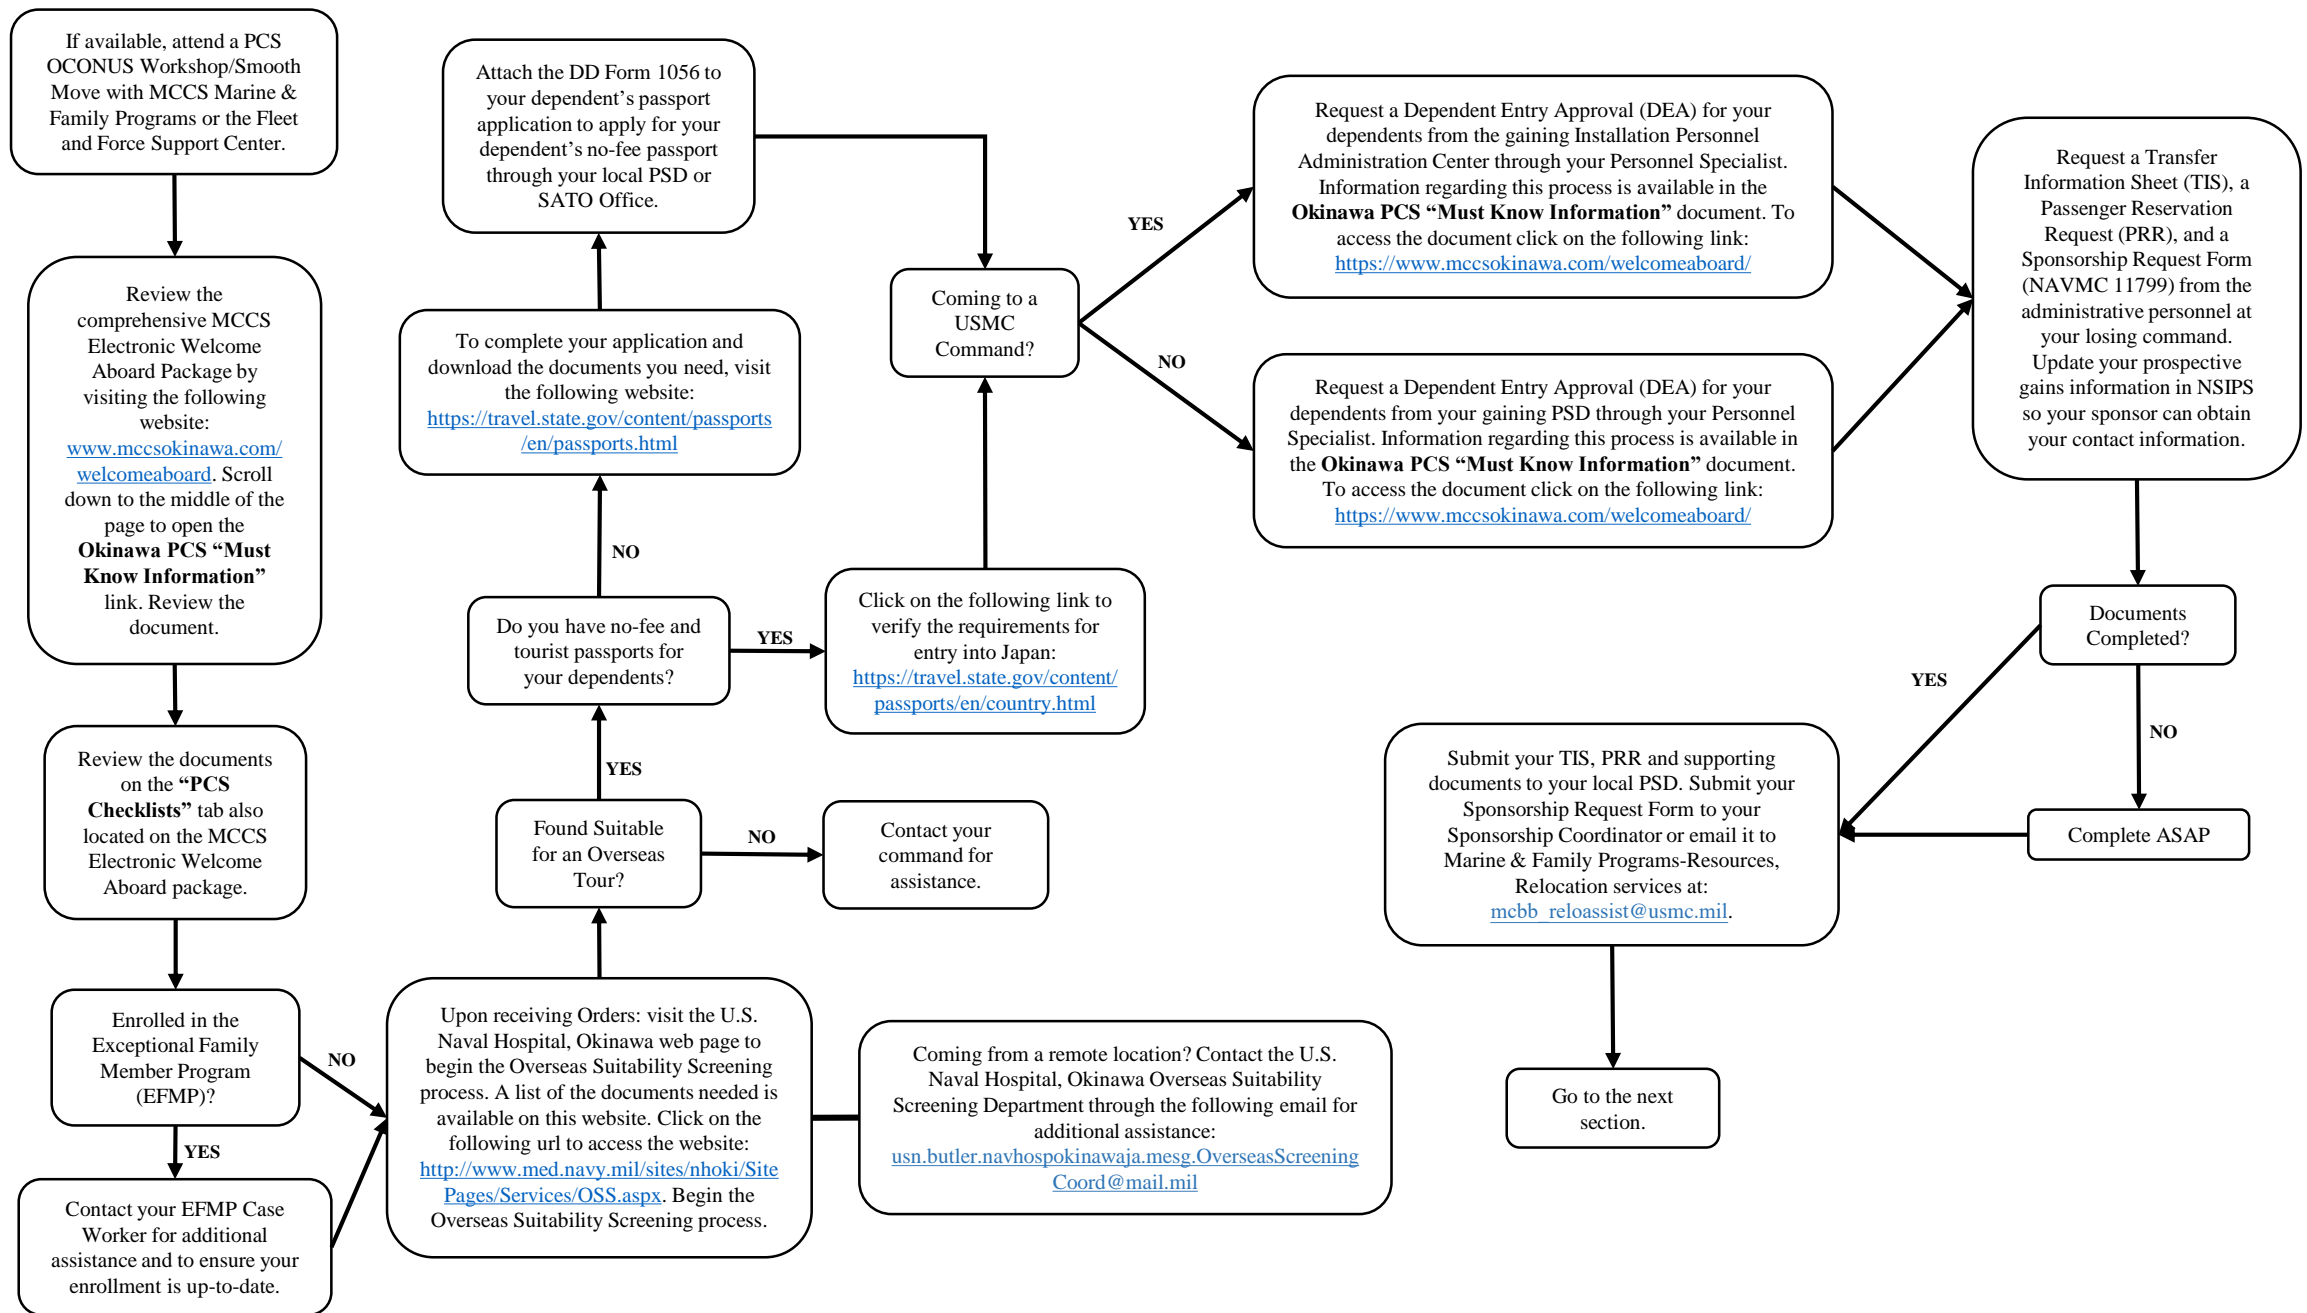 If available, attend a PCS
OCONUS Workshop/Smooth
Move with MCCS Marine &
Family Programs or the Fleet
and Force Support Center.
Review the
comprehensive MCCS
Electronic Welcome
Aboard Package by
visiting the following
website:
www.mccsokinawa.com/
welcomeaboard. Scroll
down to the middle of the
page to open the
Okinawa PCS “Must
Know Information”
link. Review the
document.
Review the documents
on the “PCS
Checklists” tab also
located on the MCCS
Electronic Welcome
Aboard package.
Enrolled in the
Exceptional Family
Member Program
(EFMP)?
NO
YES
Contact your EFMP Case
Worker for additional
assistance and to ensure your
enrollment is up-to-date.
Upon receiving Orders: visit the U.S.
Naval Hospital, Okinawa web page to
begin the Overseas Suitability Screening
process. A list of the documents needed is
available on this website. Click on the
following url to access the website:
http://www.med.navy.mil/sites/nhoki/Site
Pages/Services/OSS.aspx. Begin the
Overseas Suitability Screening process.
Coming from a remote location? Contact the U.S.
Naval Hospital, Okinawa Overseas Suitability
Screening Department through the following email for
additional assistance:
usn.butler.navhospokinawaja.mesg.OverseasScreening
Coord@mail.mil
Found Suitable
for an Overseas
Tour?
NO
Contact your
command for
assistance.
YES
Do you have no-fee and
tourist passports for
your dependents?
YES
Click on the following link to
verify the requirements for
entry into Japan:
https://travel.state.gov/content/
passports/en/country.html
NO
To complete your application and
download the documents you need, visit
the following website:
https://travel.state.gov/content/passports
/en/passports.html
Attach the DD Form 1056 to
your dependent’s passport
application to apply for your
dependent’s no-fee passport
through your local PSD or
SATO Office.
Coming to a
USMC
Command?
YES
Request a Dependent Entry Approval (DEA) for your
dependents from the gaining Installation Personnel
Administration Center through your Personnel Specialist.
Information regarding this process is available in the
Okinawa PCS “Must Know Information” document. To
access the document click on the following link:
https://www.mccsokinawa.com/welcomeaboard/
NO
Request a Dependent Entry Approval (DEA) for your
dependents from your gaining PSD through your Personnel
Specialist. Information regarding this process is available in
the Okinawa PCS “Must Know Information” document.
To access the document click on the following link:
https://www.mccsokinawa.com/welcomeaboard/
Request a Transfer
Information Sheet (TIS), a
Passenger Reservation
Request (PRR), and a
Sponsorship Request Form
(NAVMC 11799) from the
administrative personnel at
your losing command.
Update your prospective
gains information in NSIPS
so your sponsor can obtain
your contact information.
Documents
Completed?
YES
NO
Complete ASAP
Submit your TIS, PRR and supporting
documents to your local PSD. Submit your
Sponsorship Request Form to your
Sponsorship Coordinator or email it to
Marine & Family Programs-Resources,
Relocation services at:
mcbb_reloassist@usmc.mil.
Go to the next
section.